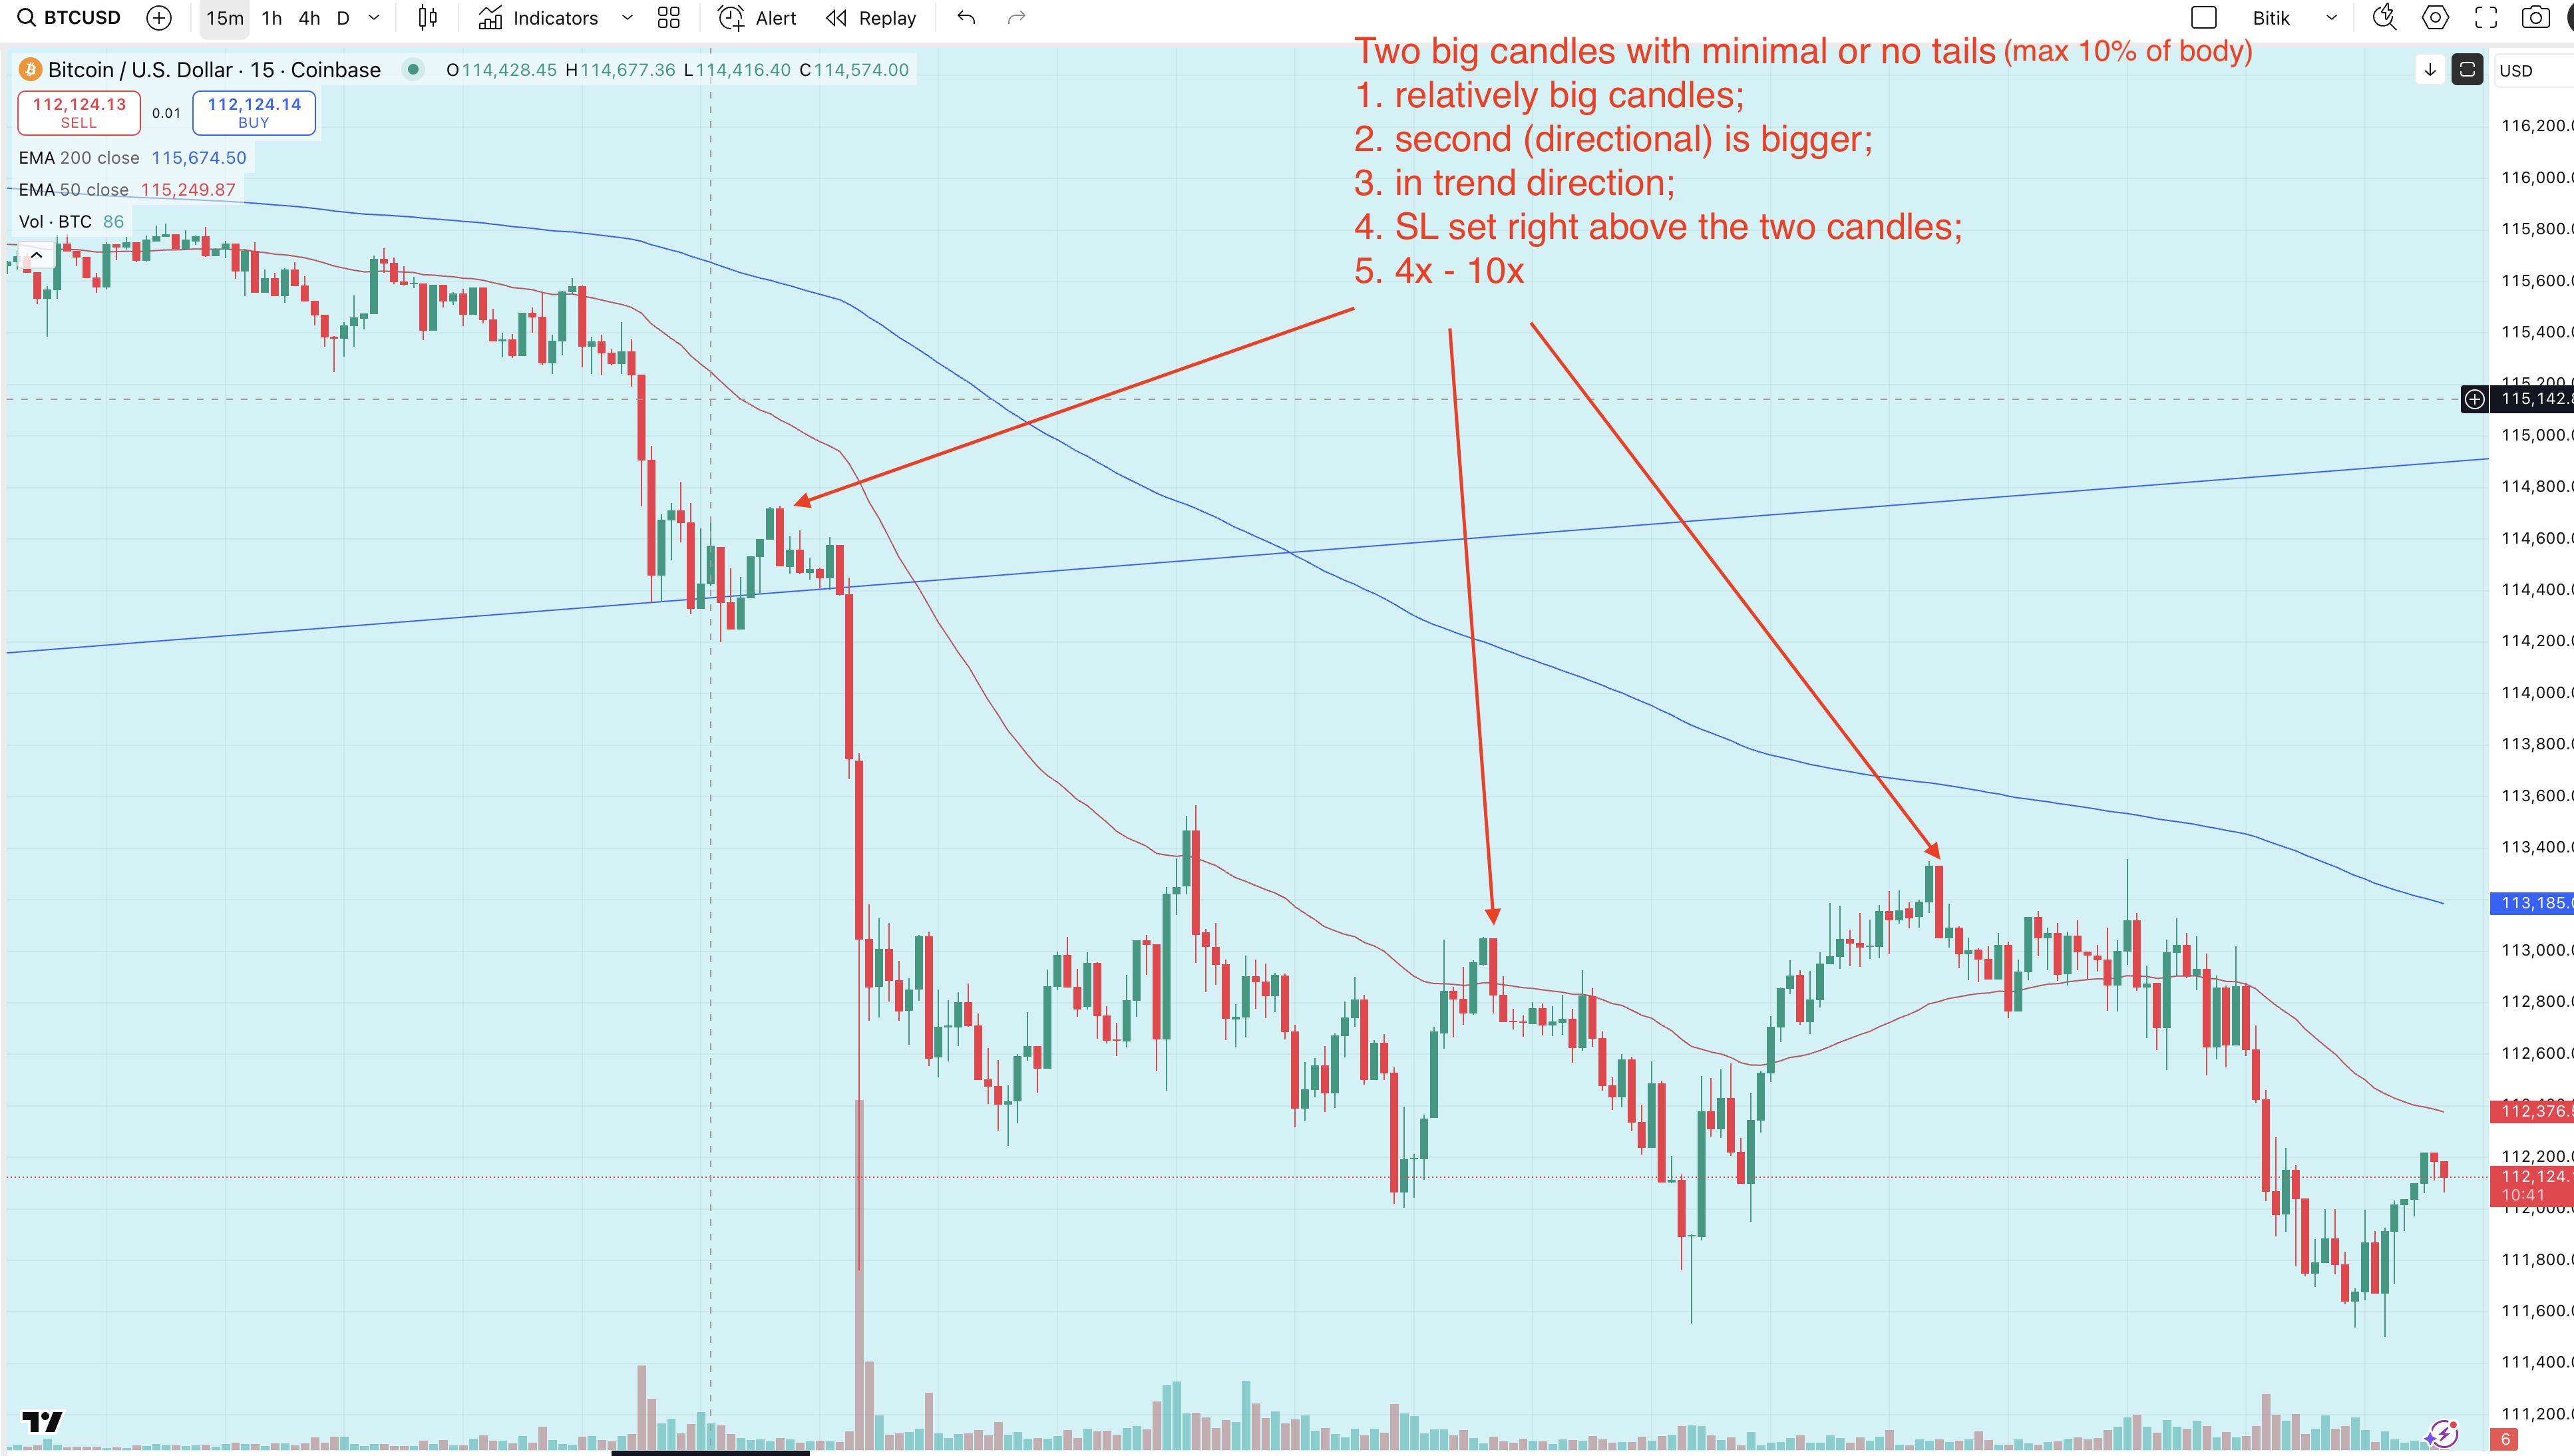 BTCUSD 15m 1h 4h D Indicators Alert Replay Bitik
Two big candles with minimal or no tails (max 10% of body)
Bitcoin / U.S. Dollar · 15 · Coinbase O114,428.45 H114,677.36 L114,416.40 C114,574.00
USD
1. relatively big candles;
112,124.13 SELL 0.01 112,124.14 BUY
2. second (directional) is bigger;
EMA 200 close 115,674.50
3. in trend direction;
EMA 50 close 115,249.87
Vol · BTC 86
4. SL set right above the two candles;
5. 4x - 10x
116,200.0
116,000.0
115,800.0
115,600.0
115,400.0
115,200.0
115,142.8
115,000.0
114,800.0
114,600.0
114,400.0
114,200.0
114,000.0
113,800.0
113,600.0
113,400.0
113,185.0
113,000.0
112,800.0
112,600.0
112,376.5
112,200.0
112,124.
10:41
112,000.0
111,800.0
111,600.0
111,400.0
111,200.0
6